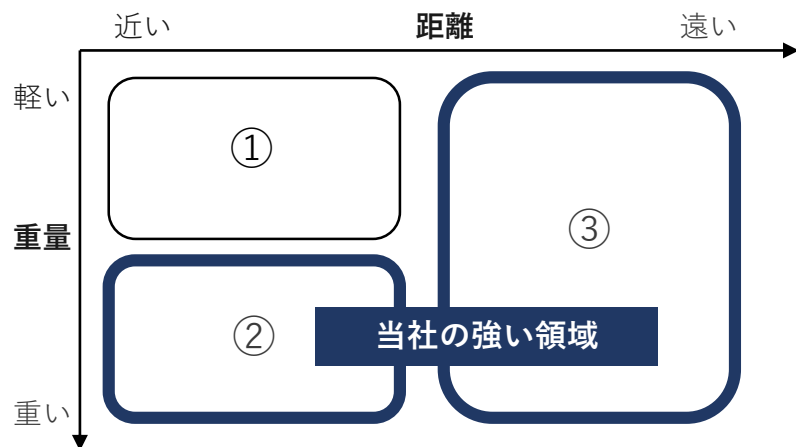 近い 距離 遠い
軽い
①
重量
③
②
当社の強い領域
重い